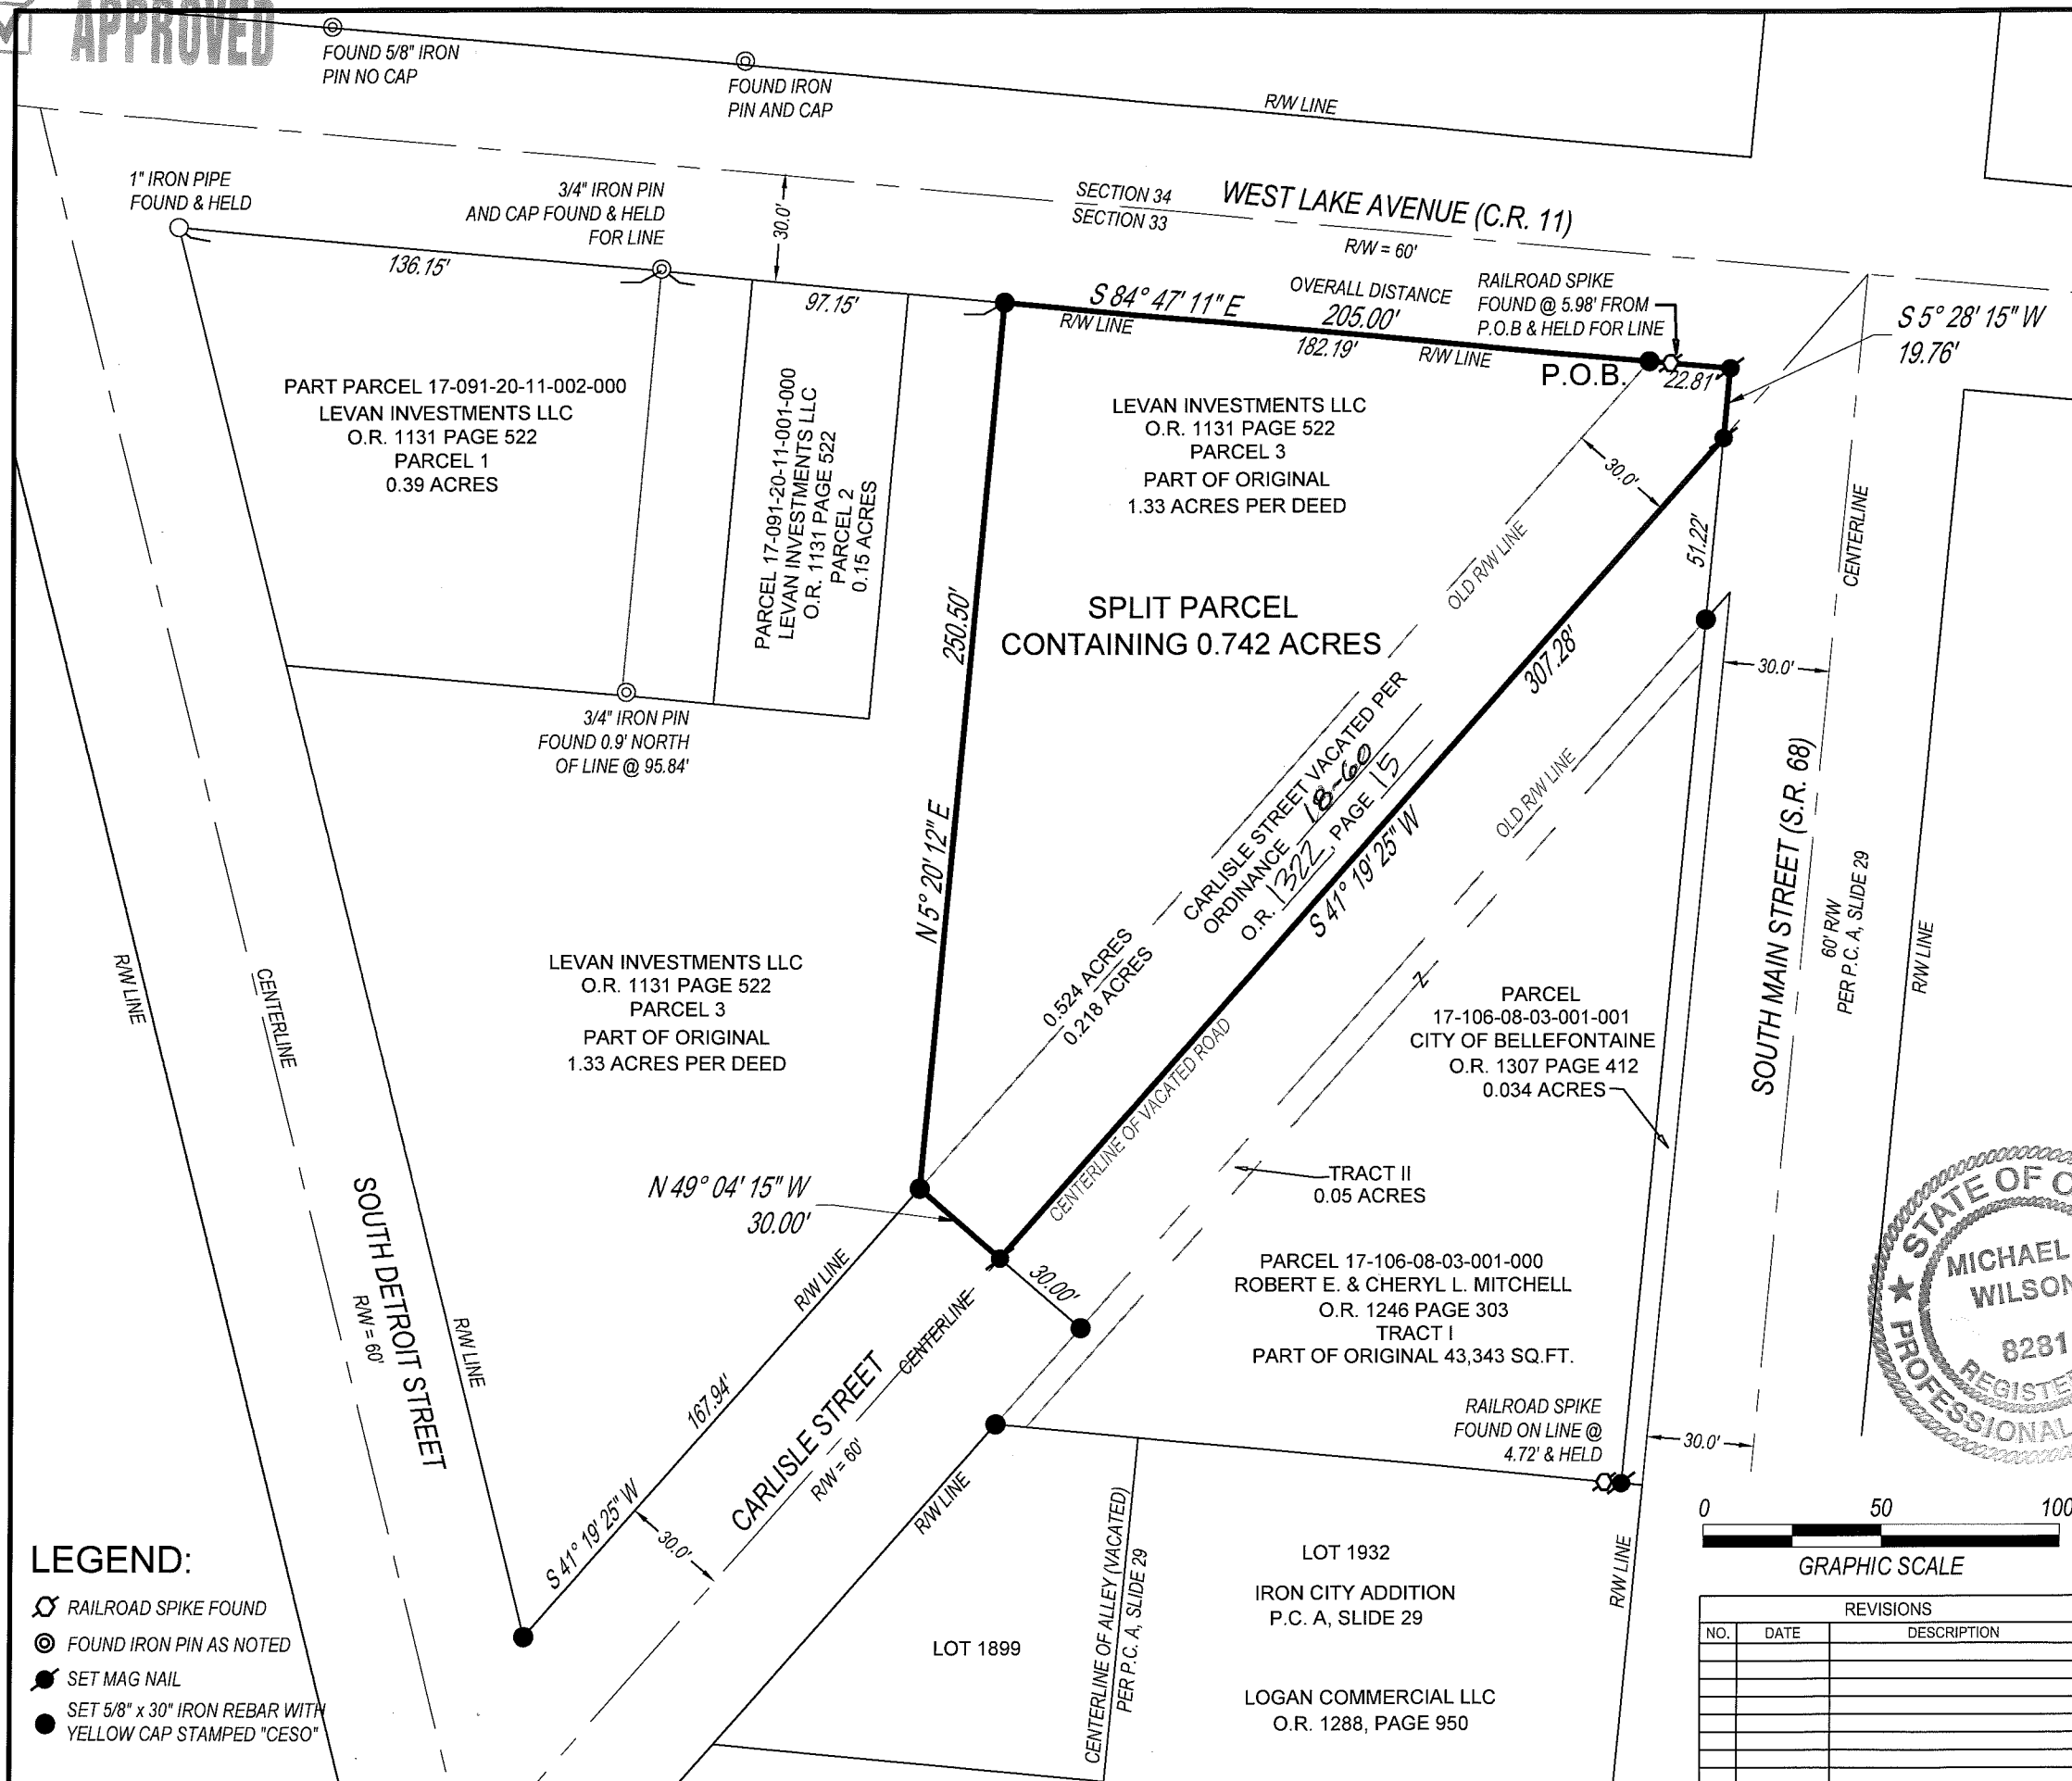 APPROVED
FOUND 5/8" IRON
PIN NO CAP
FOUND IRON
PIN AND CAP
R/W LINE
1" IRON PIPE
FOUND & HELD
3/4" IRON PIN
AND CAP FOUND & HELD
FOR LINE
30.0'
SECTION 34
SECTION 33
WEST LAKE AVENUE (C.R. 11)
R/W = 60'
136.15'
97.15'
S 84° 47' 11" E
R/W LINE
OVERALL DISTANCE
205.00'
182.19'
R/W LINE
RAILROAD SPIKE
FOUND @ 5.98' FROM
P.O.B & HELD FOR LINE
P.O.B.
22.81'
S 5° 28' 15" W
19.76'
PART PARCEL 17-091-20-11-002-000
LEVAN INVESTMENTS LLC
O.R. 1131 PAGE 522
PARCEL 1
0.39 ACRES
PARCEL 17-091-20-11-001-000
LEVAN INVESTMENTS LLC
O.R. 1131 PAGE 522
PARCEL 2
0.15 ACRES
LEVAN INVESTMENTS LLC
O.R. 1131 PAGE 522
PARCEL 3
PART OF ORIGINAL
1.33 ACRES PER DEED
30.0'
OLD R/W LINE
51.22'
CENTERLINE
250.50'
SPLIT PARCEL
CONTAINING 0.742 ACRES
307.28'
30.0'
3/4" IRON PIN
FOUND 0.9' NORTH
OF LINE @ 95.84'
N 5° 20' 12" E
CARLISLE STREET VACATED PER
ORDINANCE 18-60
O.R. 1322, PAGE 15
S 41° 19' 25" W
OLD R/W LINE
SOUTH MAIN STREET (S.R. 68)
60' R/W
PER P.C. A, SLIDE 29
R/W LINE
R/W LINE
CENTERLINE
LEVAN INVESTMENTS LLC
O.R. 1131 PAGE 522
PARCEL 3
PART OF ORIGINAL
1.33 ACRES PER DEED
0.524 ACRES
0.218 ACRES
Z
CENTERLINE OF VACATED ROAD
PARCEL
17-106-08-03-001-001
CITY OF BELLEFONTAINE
O.R. 1307 PAGE 412
0.034 ACRES
N 49° 04' 15" W
30.00'
TRACT II
0.05 ACRES
SOUTH DETROIT STREET
R/W = 60'
R/W LINE
R/W LINE
30.00'
PARCEL 17-106-08-03-001-000
ROBERT E. & CHERYL L. MITCHELL
O.R. 1246 PAGE 303
TRACT I
PART OF ORIGINAL 43,343 SQ.FT.
STATE OF
MICHAEL
WILSON
8281
PROFESSIONAL
CENTERLINE
167.94'
CARLISLE STREET
R/W = 60'
RAILROAD SPIKE
FOUND ON LINE @
4.72' & HELD
30.0'
S 41° 19' 25" W
30.0'
R/W LINE
CENTERLINE OF ALLEY (VACATED)
PER P.C. A, SLIDE 29
LOT 1932
IRON CITY ADDITION
P.C. A, SLIDE 29
LOT 1899
LOGAN COMMERCIAL LLC
O.R. 1288, PAGE 950
R/W LINE
0 50 100
GRAPHIC SCALE
REVISIONS
NO. DATE DESCRIPTION
LEGEND:
RAILROAD SPIKE FOUND
FOUND IRON PIN AS NOTED
SET MAG NAIL
SET 5/8" x 30" IRON REBAR WITH
YELLOW CAP STAMPED "CESO"